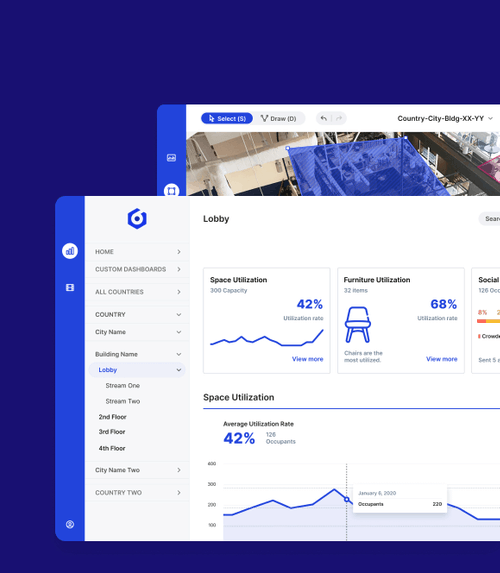 Select (S)
Draw (D)
Country-City-Bldg-XX-YY
Lobby
Sear
HOME
CUSTOM DASHBOARDS
ALL COUNTRIES
COUNTRY
City Name
Building Name
Lobby
Stream One
Stream Two
2nd Floor
3rd Floor
4th Floor
City Name Two
COUNTRY TWO
Space Utilization
300 Capacity
42%
Utilization rate
View more
Furniture Utilization
32 items
68%
Utilization rate
Chairs are the
most utilized.
View more
Social
126 Occ
8%
Crowde
Sent 5 
Space Utilization
Average Utilization Rate
42%
126
Occupants
400
300
200
100
January 6, 2020
Occupants 220